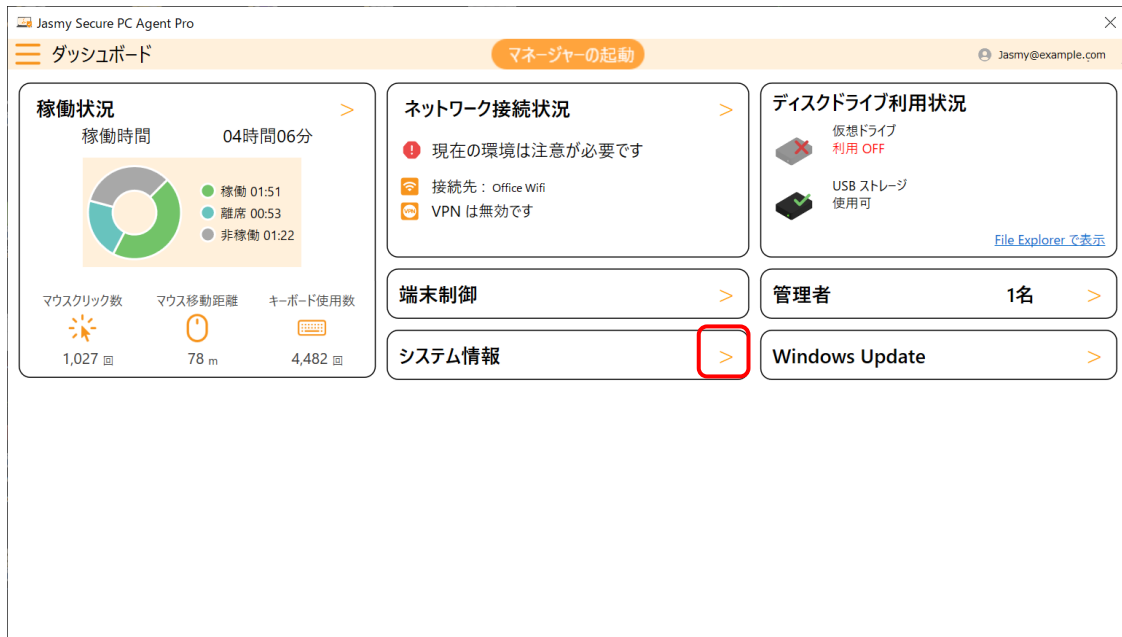 Jasmy Secure PC Agent Pro
ダッシュボード
マネージャーの起動
Jasmy@example.com
稼働状況 >
稼働時間 04時間06分
稼働 01:51
離席 00:53
非稼働 01:22
マウスクリック数 マウス移動距離 キーボード使用数
1,027 回 78 m 4,482 回
ネットワーク接続状況 >
現在の環境は注意が必要です
接続先 : Office Wifi
VPN
VPN は無効です
ディスクドライブ利用状況
仮想ドライブ
利用 OFF
USB ストレージ
使用可
File Explorer で表示
端末制御 >
管理者 1名 >
システム情報 >
Windows Update >